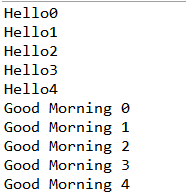 Hello0
Hello1
Hello2
Hello3
Hello4
Good Morning 0
Good Morning 1
Good Morning 2
Good Morning 3
Good Morning 4